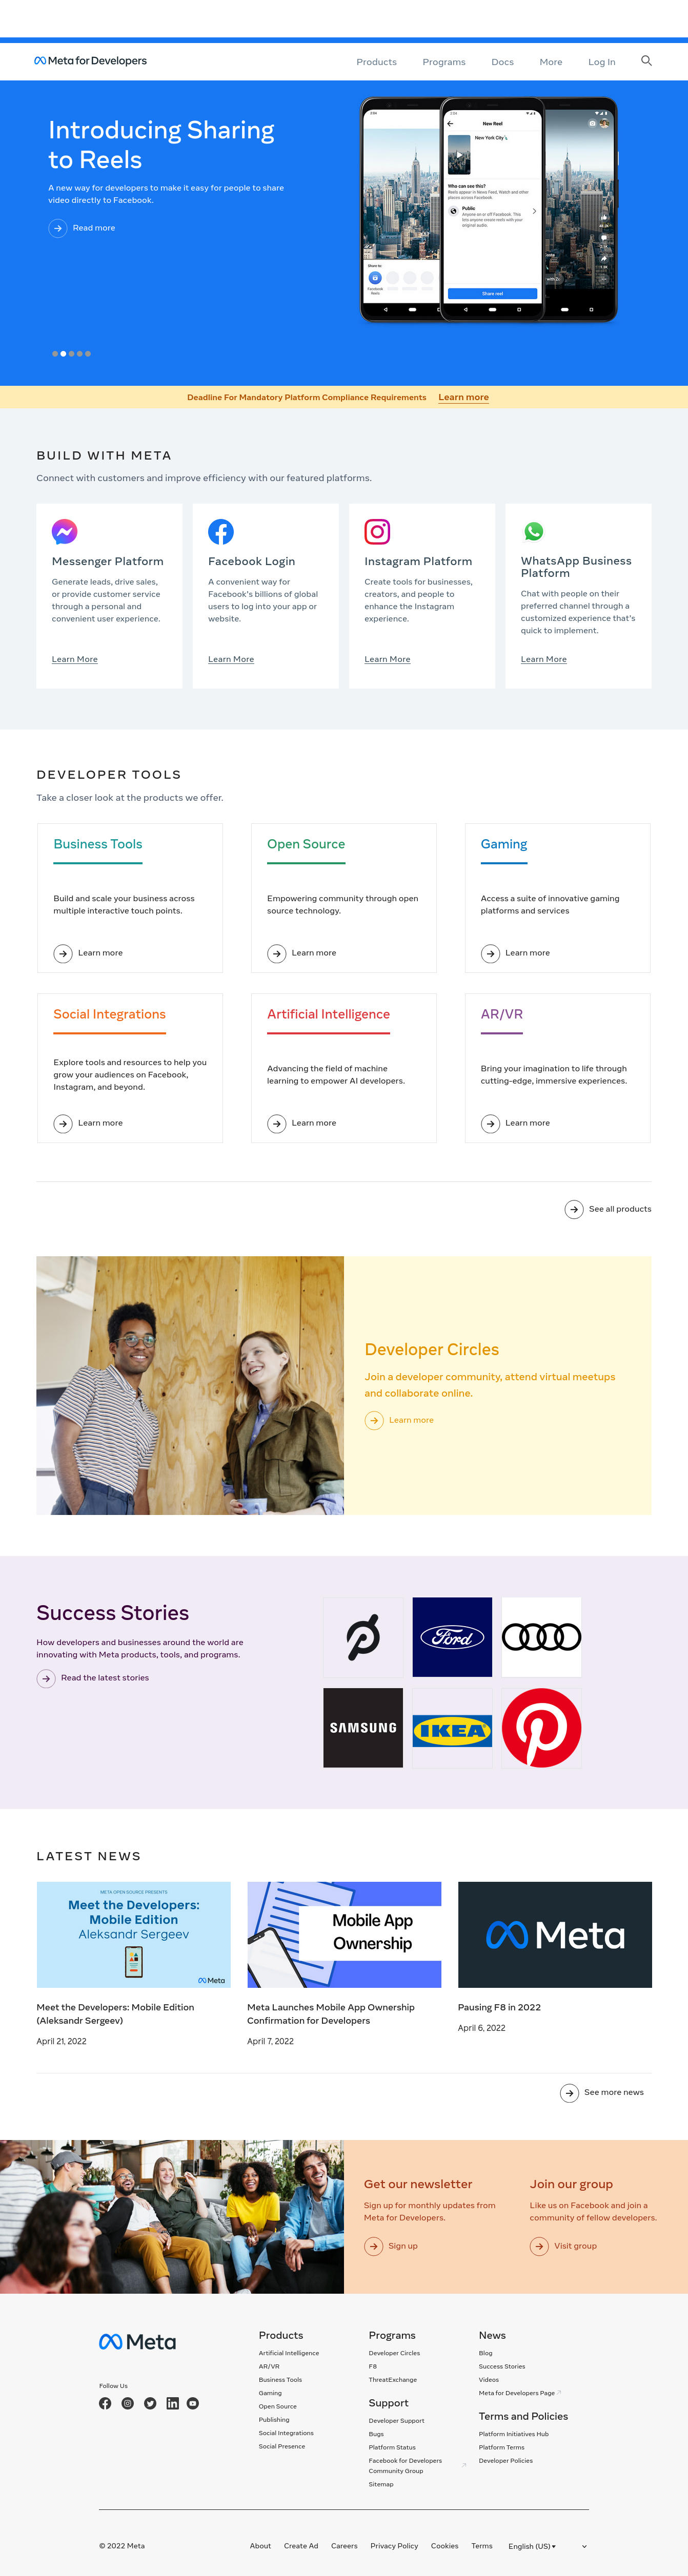 Meta for Developers
Products
Programs
Docs
More
Log In
Introducing Sharing
to Reels
A new way for developers to make it easy for people to share
video directly to Facebook.
Read more
New Reel
New York City
Who can see this?
Public
Share reel
Deadline For Mandatory Platform Compliance Requirements Learn more
BUILD WITH META
Connect with customers and improve efficiency with our featured platforms.
Messenger Platform
Generate leads, drive sales,
or provide customer service
through a personal and
convenient user experience.
Learn More
Facebook Login
A convenient way for
Facebook's billions of global
users to log into your app or
website.
Learn More
Instagram Platform
Create tools for businesses,
creators, and people to
enhance the Instagram
experience.
Learn More
WhatsApp Business
Platform
Chat with people on their
preferred channel through a
customized experience that's
quick to implement.
Learn More
DEVELOPER TOOLS
Take a closer look at the products we offer.
Business Tools
Build and scale your business across
multiple interactive touch points.
Learn more
Open Source
Empowering community through open
source technology.
Learn more
Gaming
Access a suite of innovative gaming
platforms and services
Learn more
Social Integrations
Explore tools and resources to help you
grow your audiences on Facebook,
Instagram, and beyond.
Learn more
Artificial Intelligence
Advancing the field of machine
learning to empower AI developers.
Learn more
AR/VR
Bring your imagination to life through
cutting-edge, immersive experiences.
Learn more
See all products
Developer Circles
Join a developer community, attend virtual meetups
and collaborate online.
Learn more
Success Stories
How developers and businesses around the world are
innovating with Meta products, tools, and programs.
Read the latest stories
Ford
SAMSUNG
IKEA
LATEST NEWS
META OPEN SOURCE PRESENTS
Meet the Developers:
Mobile Edition
Aleksandr Sergeev
Meta
Meet the Developers: Mobile Edition
(Aleksandr Sergeev)
April 21, 2022
Mobile App
Ownership
Meta Launches Mobile App Ownership
Confirmation for Developers
April 7, 2022
Meta
Pausing F8 in 2022
April 6, 2022
See more news
Get our newsletter
Sign up for monthly updates from
Meta for Developers.
Sign up
Join our group
Like us on Facebook and join a
community of fellow developers.
Visit group
Meta
Follow Us
Products
Artificial Intelligence
AR/VR
Business Tools
Gaming
Open Source
Publishing
Social Integrations
Social Presence
Programs
Developer Circles
F8
ThreatExchange
Support
Developer Support
Bugs
Platform Status
Facebook for Developers
Community Group
Sitemap
News
Blog
Success Stories
Videos
Meta for Developers Page
Terms and Policies
Platform Initiatives Hub
Platform Terms
Developer Policies
© 2022 Meta
About
Create Ad
Careers
Privacy Policy
Cookies
Terms
English (US)